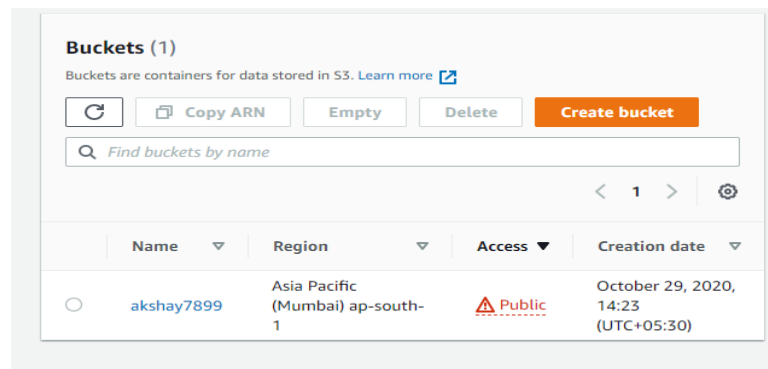 Buckets (1)
Buckets are containers for data stored in S3. Learn more
Copy ARN Empty Delete Create bucket
Find buckets by name
< 1 >
Name Region Access Creation date
akshay7899 Asia Pacific (Mumbai) ap-south-1 Public October 29, 2020, 14:23 (UTC+05:30)